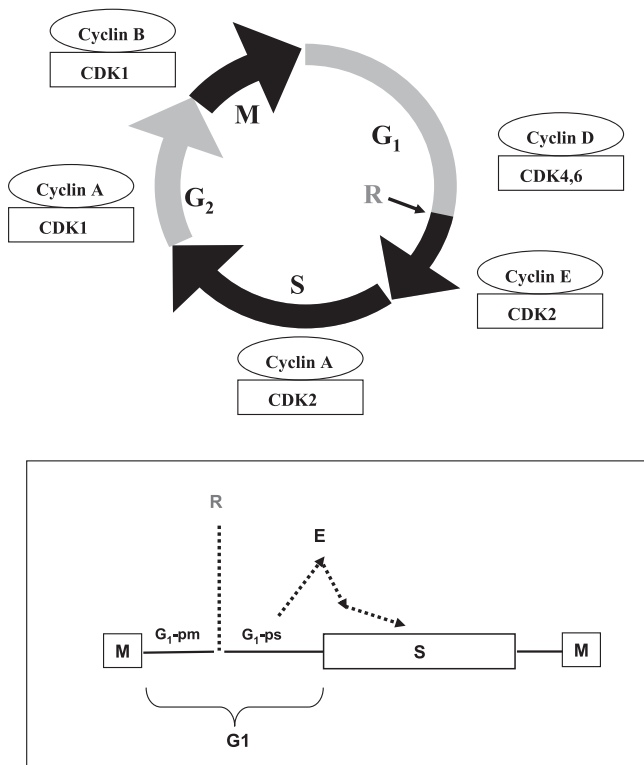 Cyclin B
CDK1
M
G₁
Cyclin D
CDK4,6
R
Cyclin A
CDK1
G₂
Cyclin E
CDK2
S
Cyclin A
CDK2
R
E
G₁-pm
G₁-ps
M
S
M
G1